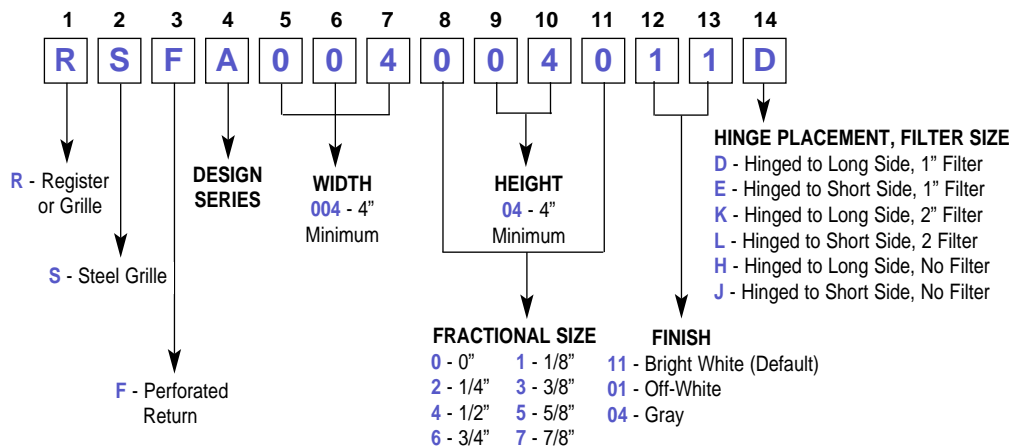 1 2 3 4 5 6 7 8 9 10 11 12 13 14
R S F A 0 0 4 0 0 4 0 1 1 D
R - Register
or Grille
S - Steel Grille
F - Perforated
Return
DESIGN
SERIES
WIDTH
004 - 4”
Minimum
HEIGHT
04 - 4”
Minimum
FRACTIONAL SIZE
0 - 0” 1 - 1/8”
2 - 1/4” 3 - 3/8”
4 - 1/2” 5 - 5/8”
6 - 3/4” 7 - 7/8”
FINISH
11 - Bright White (Default)
01 - Off-White
04 - Gray
HINGE PLACEMENT, FILTER SIZE
D - Hinged to Long Side, 1” Filter
E - Hinged to Short Side, 1” Filter
K - Hinged to Long Side, 2” Filter
L - Hinged to Short Side, 2 Filter
H - Hinged to Long Side, No Filter
J - Hinged to Short Side, No Filter